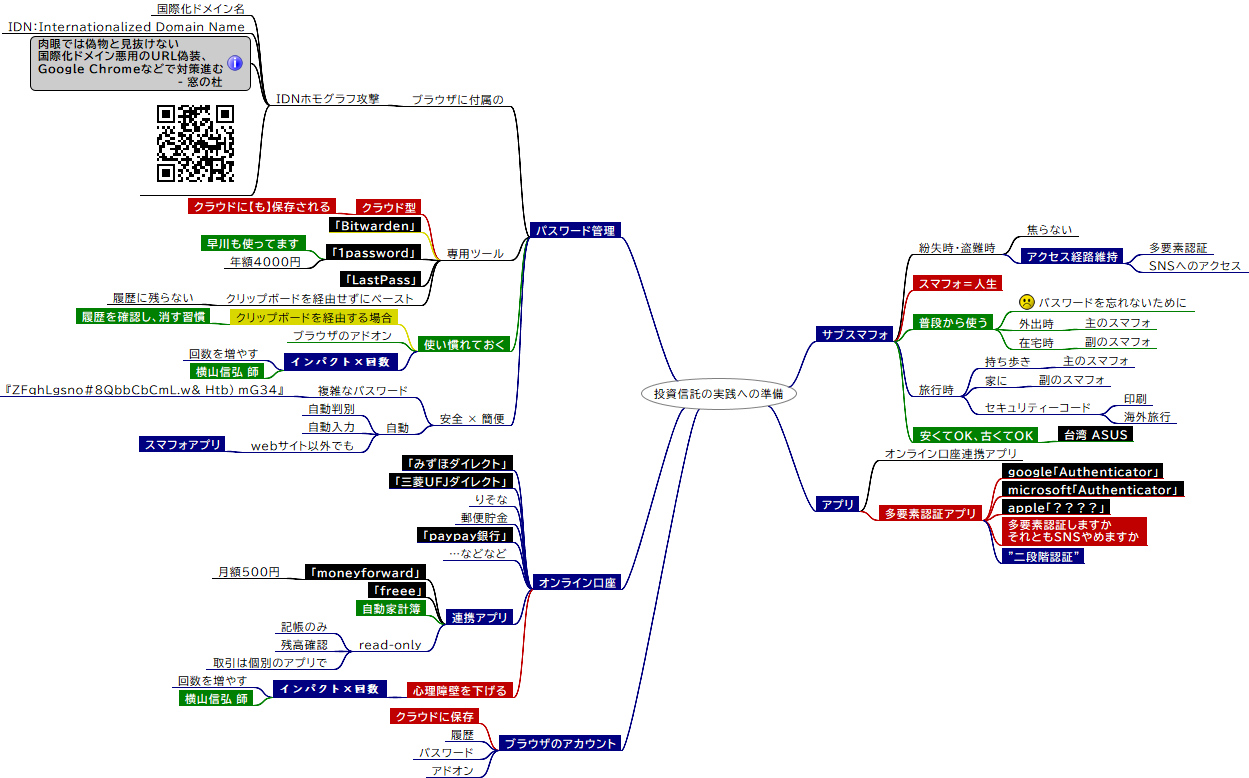 国際化ドメイン名
IDN:Internationalized Domain Name
肉眼では偽物と見抜けない
国際化ドメイン悪用のURL偽装、
Google Chromeなどで対策進む
- 窓の杜
IDNホモグラフ攻撃
ブラウザに付属の
クラウドに【も】保存される
クラウド型
「Bitwarden」
早川も使ってます
年額4000円
「1password」
専用ツール
「LastPass」
履歴に残らない
クリップボードを経由せずにペースト
パスワード管理
履歴を確認し、消す習慣
クリップボードを経由する場合
ブラウザのアドオン
使い慣れておく
回数を増やす
横山信弘 師
インパクト×回数
『ZFqhLgsno#8QbbCbCmL.w& Htb) mG34』
複雑なパスワード
自動判別
自動入力
自動
安全 × 簡便
スマフォアプリ
webサイト以外でも
「みずほダイレクト」
「三菱UFJダイレクト」
りそな
郵便貯金
「paypay銀行」
…などなど
オンライン口座
月額500円
「moneyforward」
「freee」
自動家計簿
連携アプリ
記帳のみ
残高確認
取引は個別のアプリで
read-only
回数を増やす
横山信弘 師
インパクト×回数
心理障壁を下げる
クラウドに保存
履歴
パスワード
アドオン
ブラウザのアカウント
投資信託の実践への準備
サブスマフォ
紛失時・盗難時
焦らない
アクセス経路維持
多要素認証
SNSへのアクセス
スマフォ=人生
普段から使う
パスワードを忘れないために
外出時
主のスマフォ
在宅時
副のスマフォ
旅行時
持ち歩き
主のスマフォ
家に
副のスマフォ
セキュリティーコード
印刷
海外旅行
安くてOK、古くてOK
台湾 ASUS
アプリ
オンライン口座連携アプリ
多要素認証アプリ
google「Authenticator」
microsoft「Authenticator」
apple「????」
多要素認証しますか
それともSNSやめますか
"二段階認証"